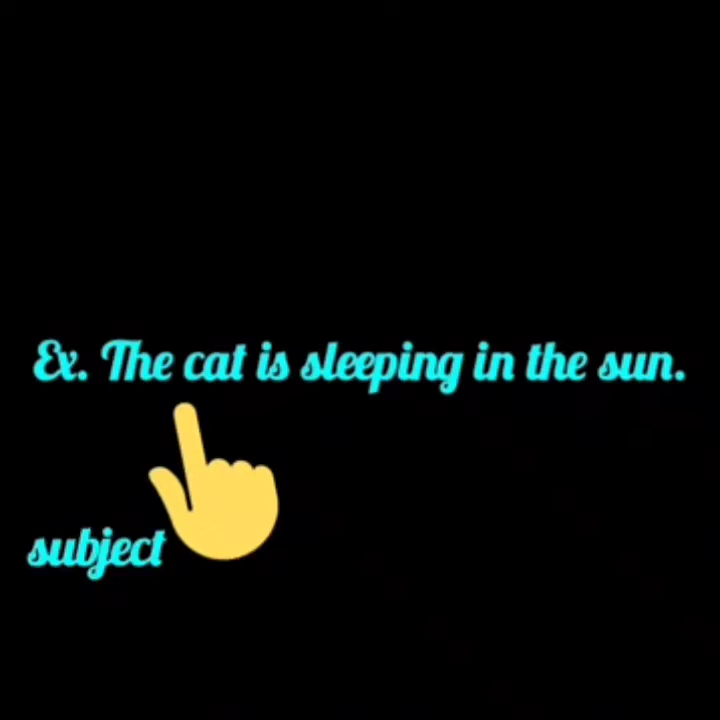 Ex. The cat is sleeping in the sun.
subject